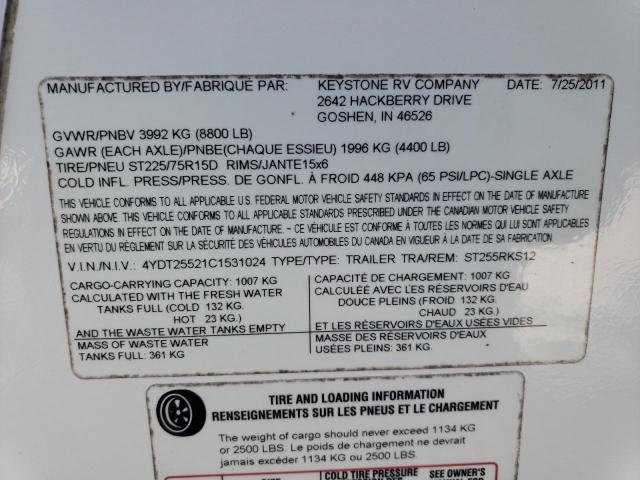 MANUFACTURED BY/FABRIQUÉ PAR: KEYSTONE RV COMPANY DATE: 7/25/2011
2642 HACKBERRY DRIVE
GOSHEN, IN 46526
GVWR/PNBV 3992 KG (8800 LB)
GAWR (EACH AXLE)/PNBE(CHAQUE ESSIEU) 1996 KG (4400 LB)
TIRE/PNEU ST225/75R15D RIMS/JANTE15x6
COLD INFL. PRESS/PRESS. DE GONFL. À FROID 448 KPA (65 PSI/LPC)-SINGLE AXLE
THIS VEHICLE CONFORMS TO ALL APPLICABLE U.S. FEDERAL MOTOR VEHICLE SAFETY STANDARDS IN EFFECT ON THE DATE OF MANUFACTURE
SHOWN ABOVE. THIS VEHICLE CONFORMS TO ALL APPLICABLE STANDARDS PRESCRIBED UNDER THE CANADIAN MOTOR VEHICLE SAFETY
REGULATIONS IN EFFECT ON THE DATE OF MANUFACTURE - CE VÉHICULE EST CONFORME À TOUTES LES NORMES QUI LUI SONT APPLICABLES
EN VERTU DU RÈGLEMENT SUR LA SÉCURITÉ DES VÉHICULES AUTOMOBILES DU CANADA EN VIGUEUR À LA DATE DE SA FABRICATION
V.I.N./N.I.V.: 4YDT25521C1531024 TYPE/TYPE: TRAILER TRA/REM: ST255RKS12
CARGO-CARRYING CAPACITY: 1007 KG
CALCULATED WITH THE FRESH WATER
TANKS FULL (COLD 132 KG.
HOT 23 KG.)
AND THE WASTE WATER TANKS EMPTY
MASS OF WASTE WATER
TANKS FULL: 361 KG
CAPACITÉ DE CHARGEMENT: 1007 KG
CALCULÉE AVEC LES RÉSERVOIRS D'EAU
DOUCE PLEINS (FROID 132 KG.
CHAUD 23 KG.)
ET LES RÉSERVOIRS D'EAUX USÉES VIDES
MASSE DES RÉSERVOIRS D'EAUX
USÉES PLEINS: 361 KG.
TIRE AND LOADING INFORMATION
RENSEIGNEMENTS SUR LES PNEUS ET LE CHARGEMENT
The weight of cargo should never exceed 1134 KG
or 2500 LBS. Le poids de chargement ne devrait
jamais excéder 1134 KG ou 2500 LBS.
COLD TIRE PRESSURE
SEE OWNER'S